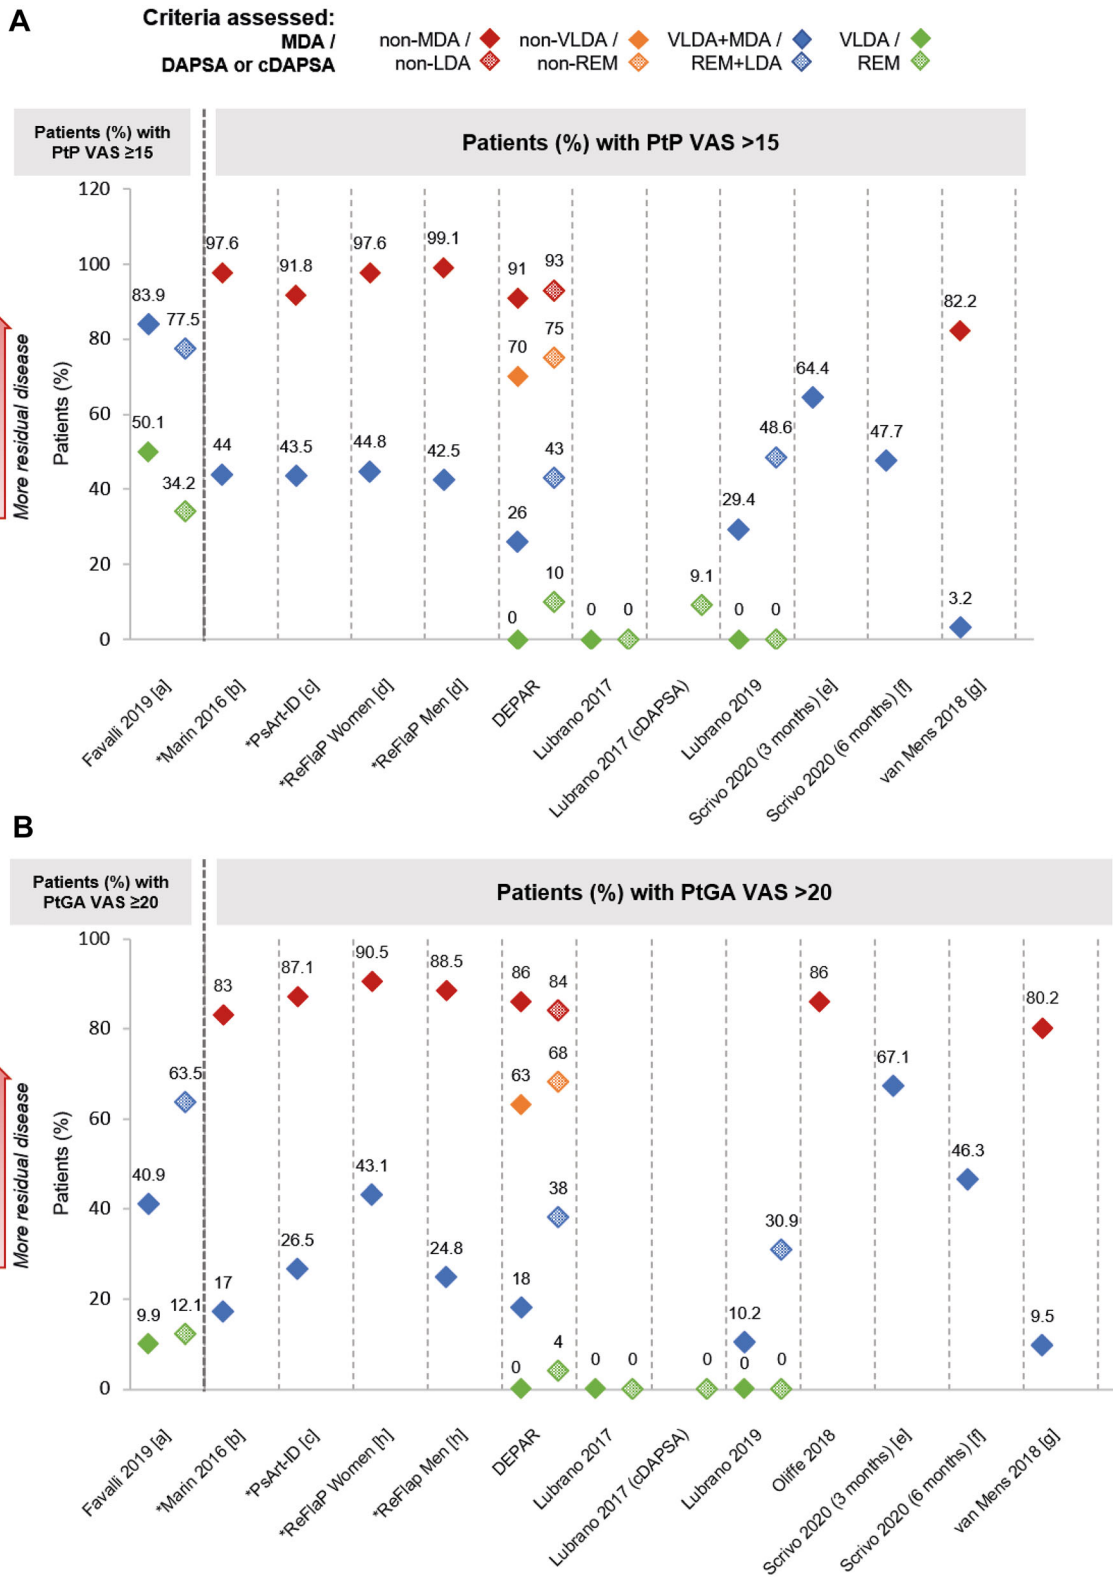 A
Criteria assessed:
MDA /
DAPSA or cDAPSA
non-MDA /
non-LDA
non-VLDA /
non-REM
VLDA+MDA /
REM+LDA
VLDA /
REM
Patients (%) with
PtP VAS ≥15
Patients (%) with PtP VAS >15
More residual disease
Patients (%)
120
100
80
60
40
20
0
83.9
77.5
50.1
34.2
97.6
44
91.8
43.5
97.6
44.8
99.1
42.5
91
93
70
75
43
26
10
0
0
0
9.1
29.4
48.6
0
0
64.4
47.7
82.2
3.2
Favalli 2019 [a]
*Marin 2016 [b]
*PsArt-ID [c]
*ReFlaP Women [d]
*ReFlaP Men [d]
DEPAR
Lubrano 2017
Lubrano 2017 (cDAPSA)
Lubrano 2019
Scrivo 2020 (3 months) [e]
Scrivo 2020 (6 months) [f]
van Mens 2018 [g]
B
Patients (%) with
PtGA VAS ≥20
Patients (%) with PtGA VAS >20
More residual disease
Patients (%)
100
80
60
40
20
0
63.5
40.9
9.9
12.1
83
17
87.1
26.5
90.5
43.1
88.5
24.8
86
84
63
68
38
18
4
0
0
0
0
10.2
30.9
0
0
86
67.1
46.3
80.2
9.5
Favalli 2019 [a]
*Marin 2016 [b]
*PsArt-ID [c]
*ReFlaP Women [h]
*ReFlap Men [h]
DEPAR
Lubrano 2017
Lubrano 2017 (cDAPSA)
Lubrano 2019
Oliffe 2018
Scrivo 2020 (3 months) [e]
Scrivo 2020 (6 months) [f]
van Mens 2018 [g]